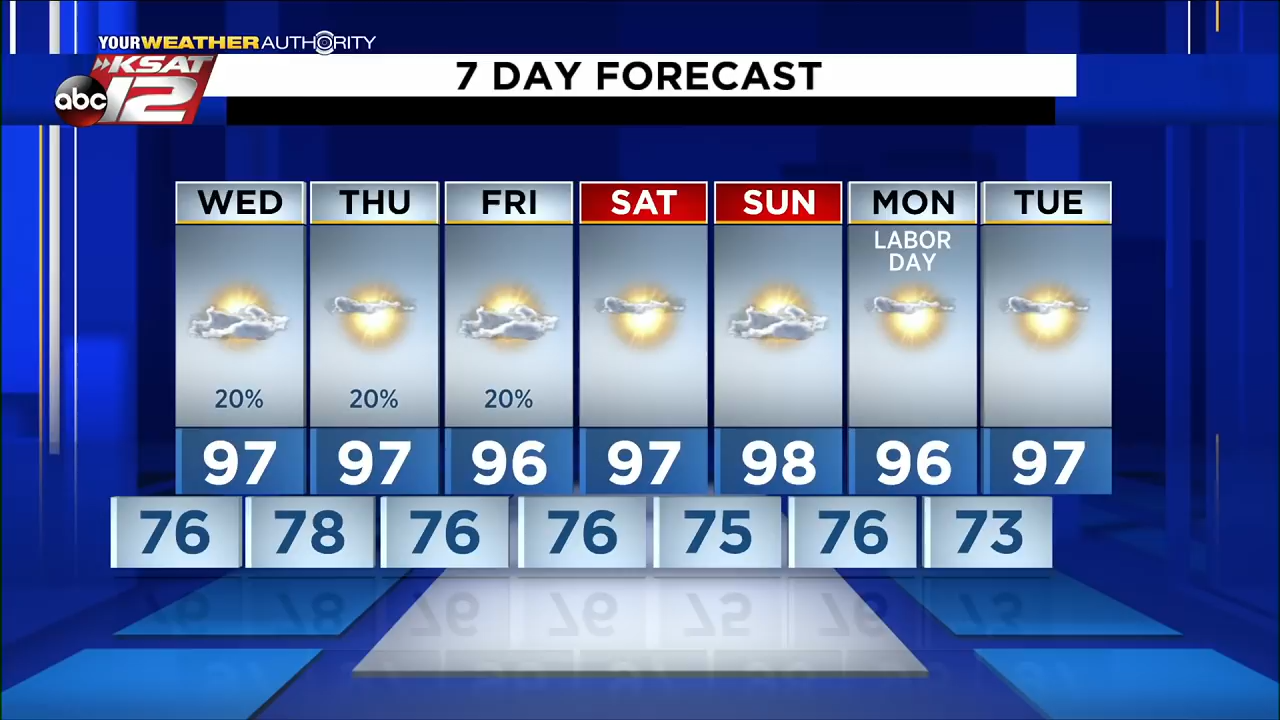 YOURWEATHERAUTHORITY
KSAT
abc 12
7 DAY FORECAST
WED THU FRI SAT SUN MON TUE
LABOR
DAY
20% 20% 20%
97 97 96 97 98 96 97
76 78 76 76 75 76 73